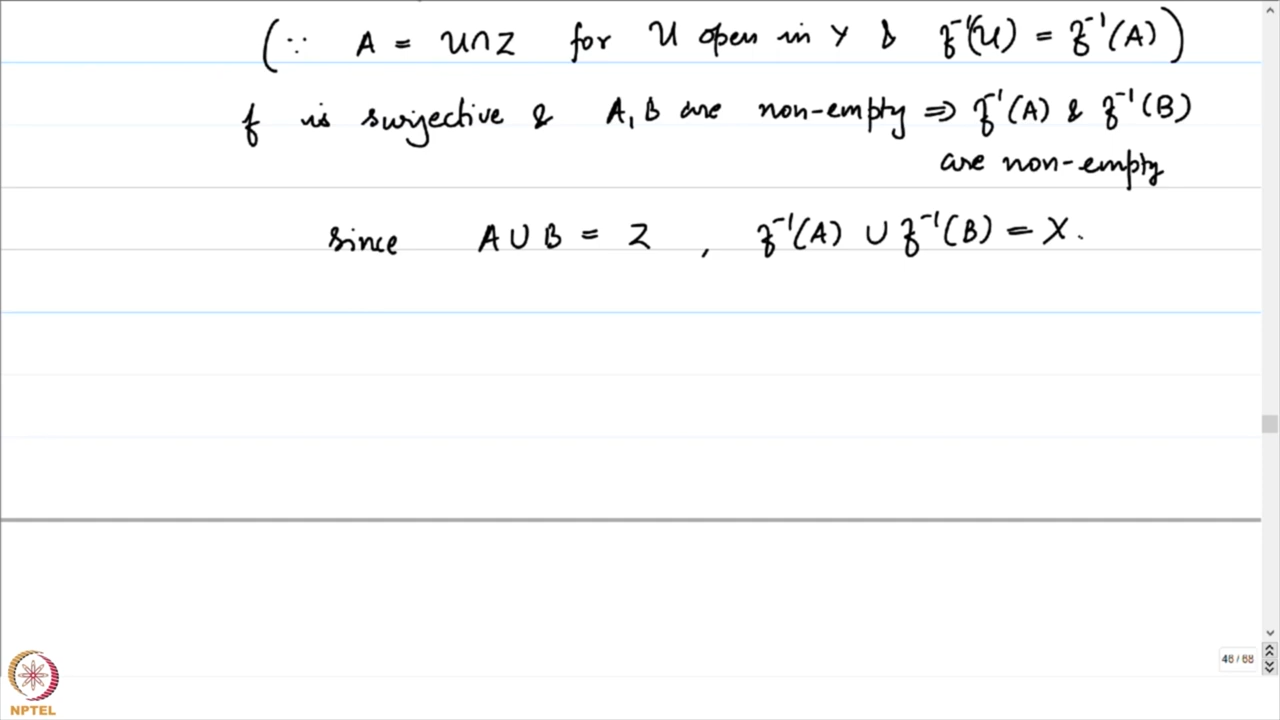 (∵ A = U∩Z for U open in Y & f⁻¹(U) = f⁻¹(A))
f is surjective & A, B are non-empty ⇒ f⁻¹(A) & f⁻¹(B)
are non-empty
since A ∪ B = Z , f⁻¹(A) ∪ f⁻¹(B) = X.
46 / 68
NPTEL